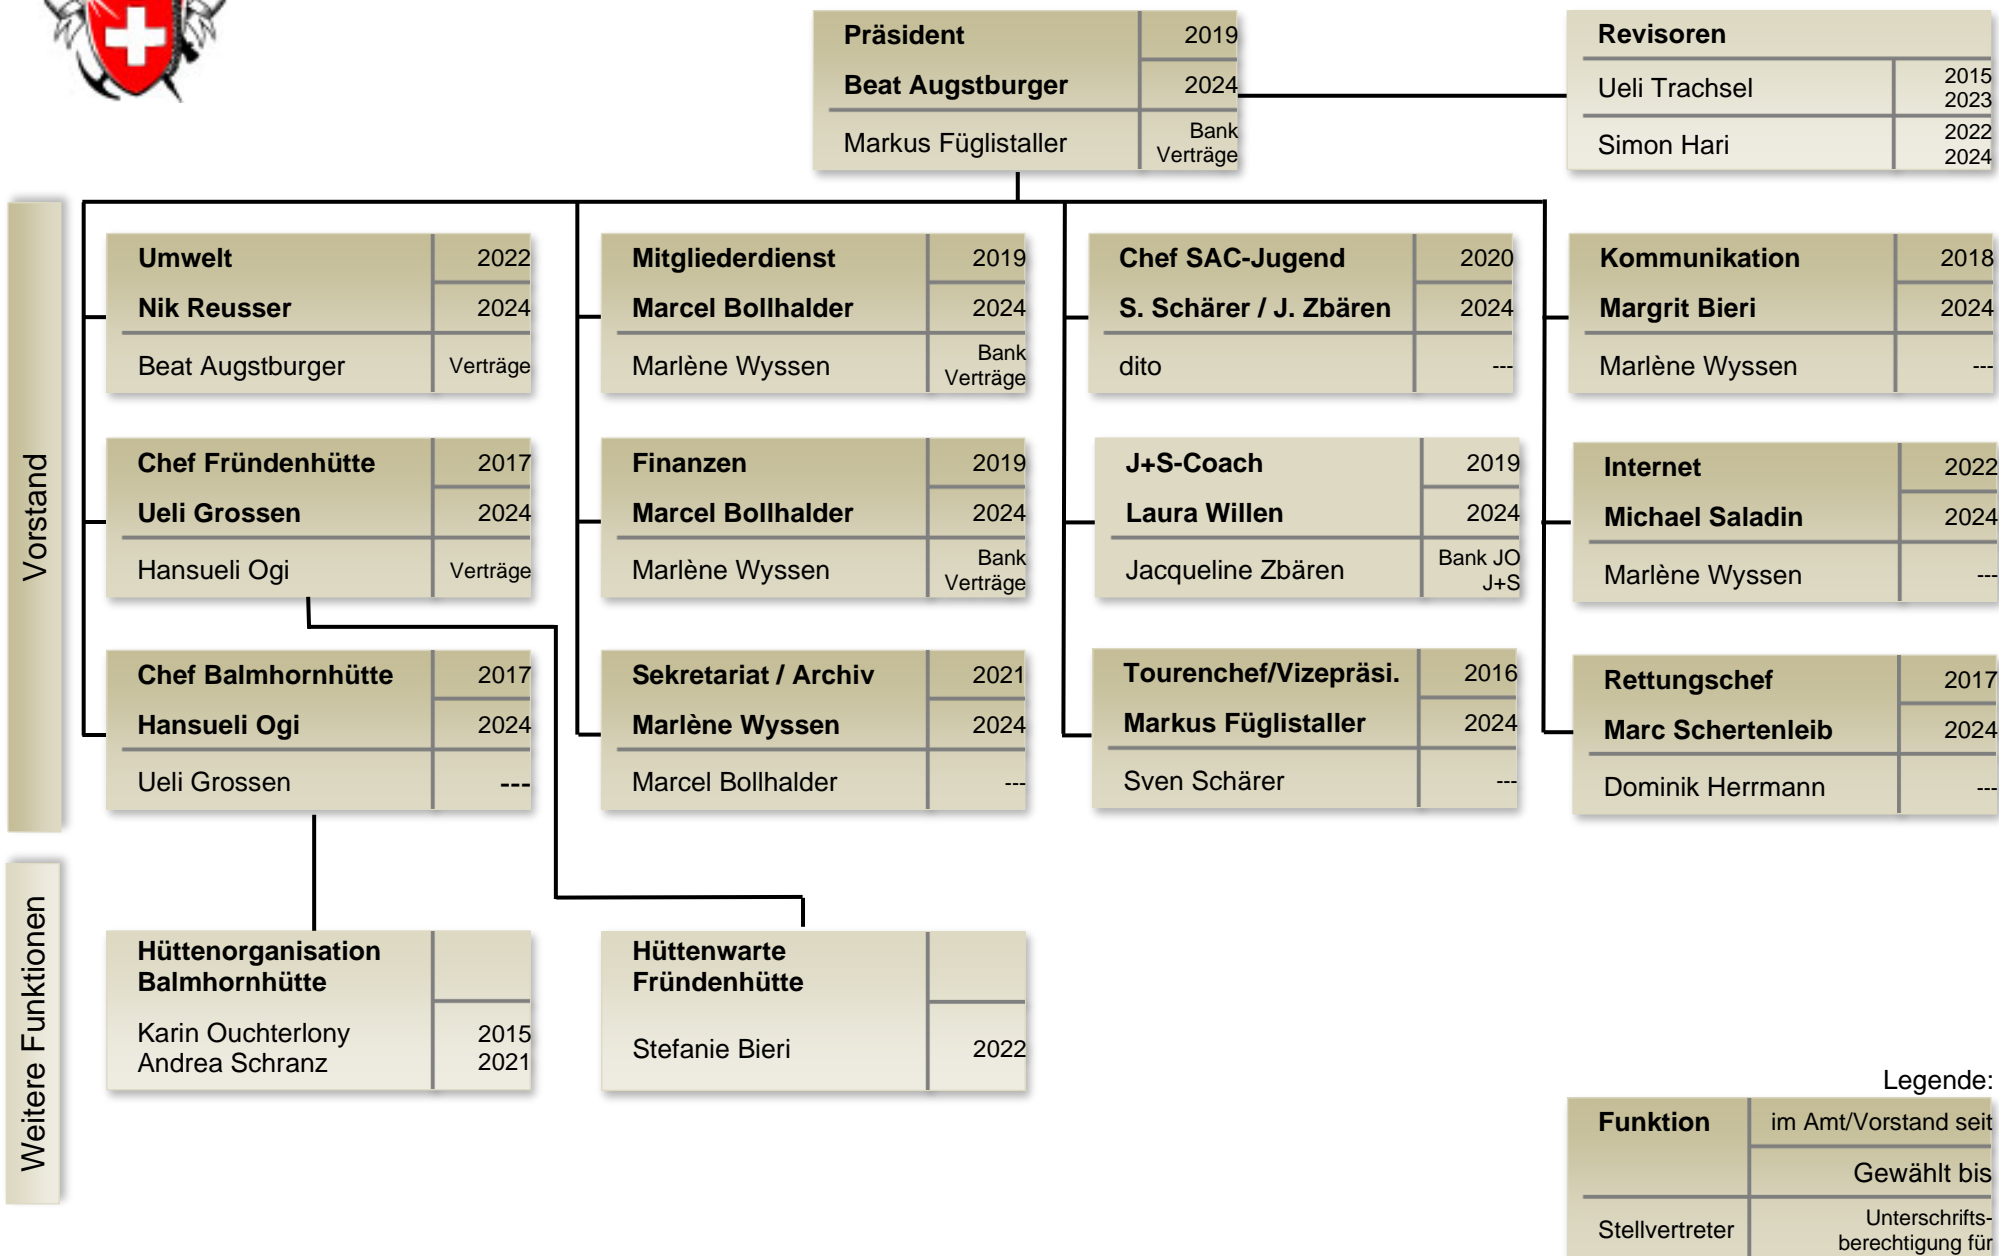 Präsident 2019
Beat Augstburger 2024
Markus Füglistaller Bank
Verträge
Revisoren
Ueli Trachsel 2015
2023
Simon Hari 2022
2024
Vorstand
Umwelt 2022
Nik Reusser 2024
Beat Augstburger Verträge
Mitgliederdienst 2019
Marcel Bollhalder 2024
Marlène Wyssen Bank
Verträge
Chef SAC-Jugend 2020
S. Schärer / J. Zbären 2024
dito ---
Kommunikation 2018
Margrit Bieri 2024
Marlène Wyssen ---
Chef Fründenhütte 2017
Ueli Grossen 2024
Hansueli Ogi Verträge
Finanzen 2019
Marcel Bollhalder 2024
Marlène Wyssen Bank
Verträge
J+S-Coach 2019
Laura Willen 2024
Jacqueline Zbären Bank JO
J+S
Internet 2022
Michael Saladin 2024
Marlène Wyssen ---
Chef Balmhornhütte 2017
Hansueli Ogi 2024
Ueli Grossen ---
Sekretariat / Archiv 2021
Marlène Wyssen 2024
Marcel Bollhalder ---
Tourenchef/Vizepräsi. 2016
Markus Füglistaller 2024
Sven Schärer ---
Rettungschef 2017
Marc Schertenleib 2024
Dominik Herrmann ---
Weitere Funktionen
Hüttenorganisation
Balmhornhütte
Karin Ouchterlony 2015
Andrea Schranz 2021
Hüttenwarte
Fründenhütte
Stefanie Bieri 2022
Legende:
Funktion im Amt/Vorstand seit
Gewählt bis
Stellvertreter Unterschrifts-
berechtigung für